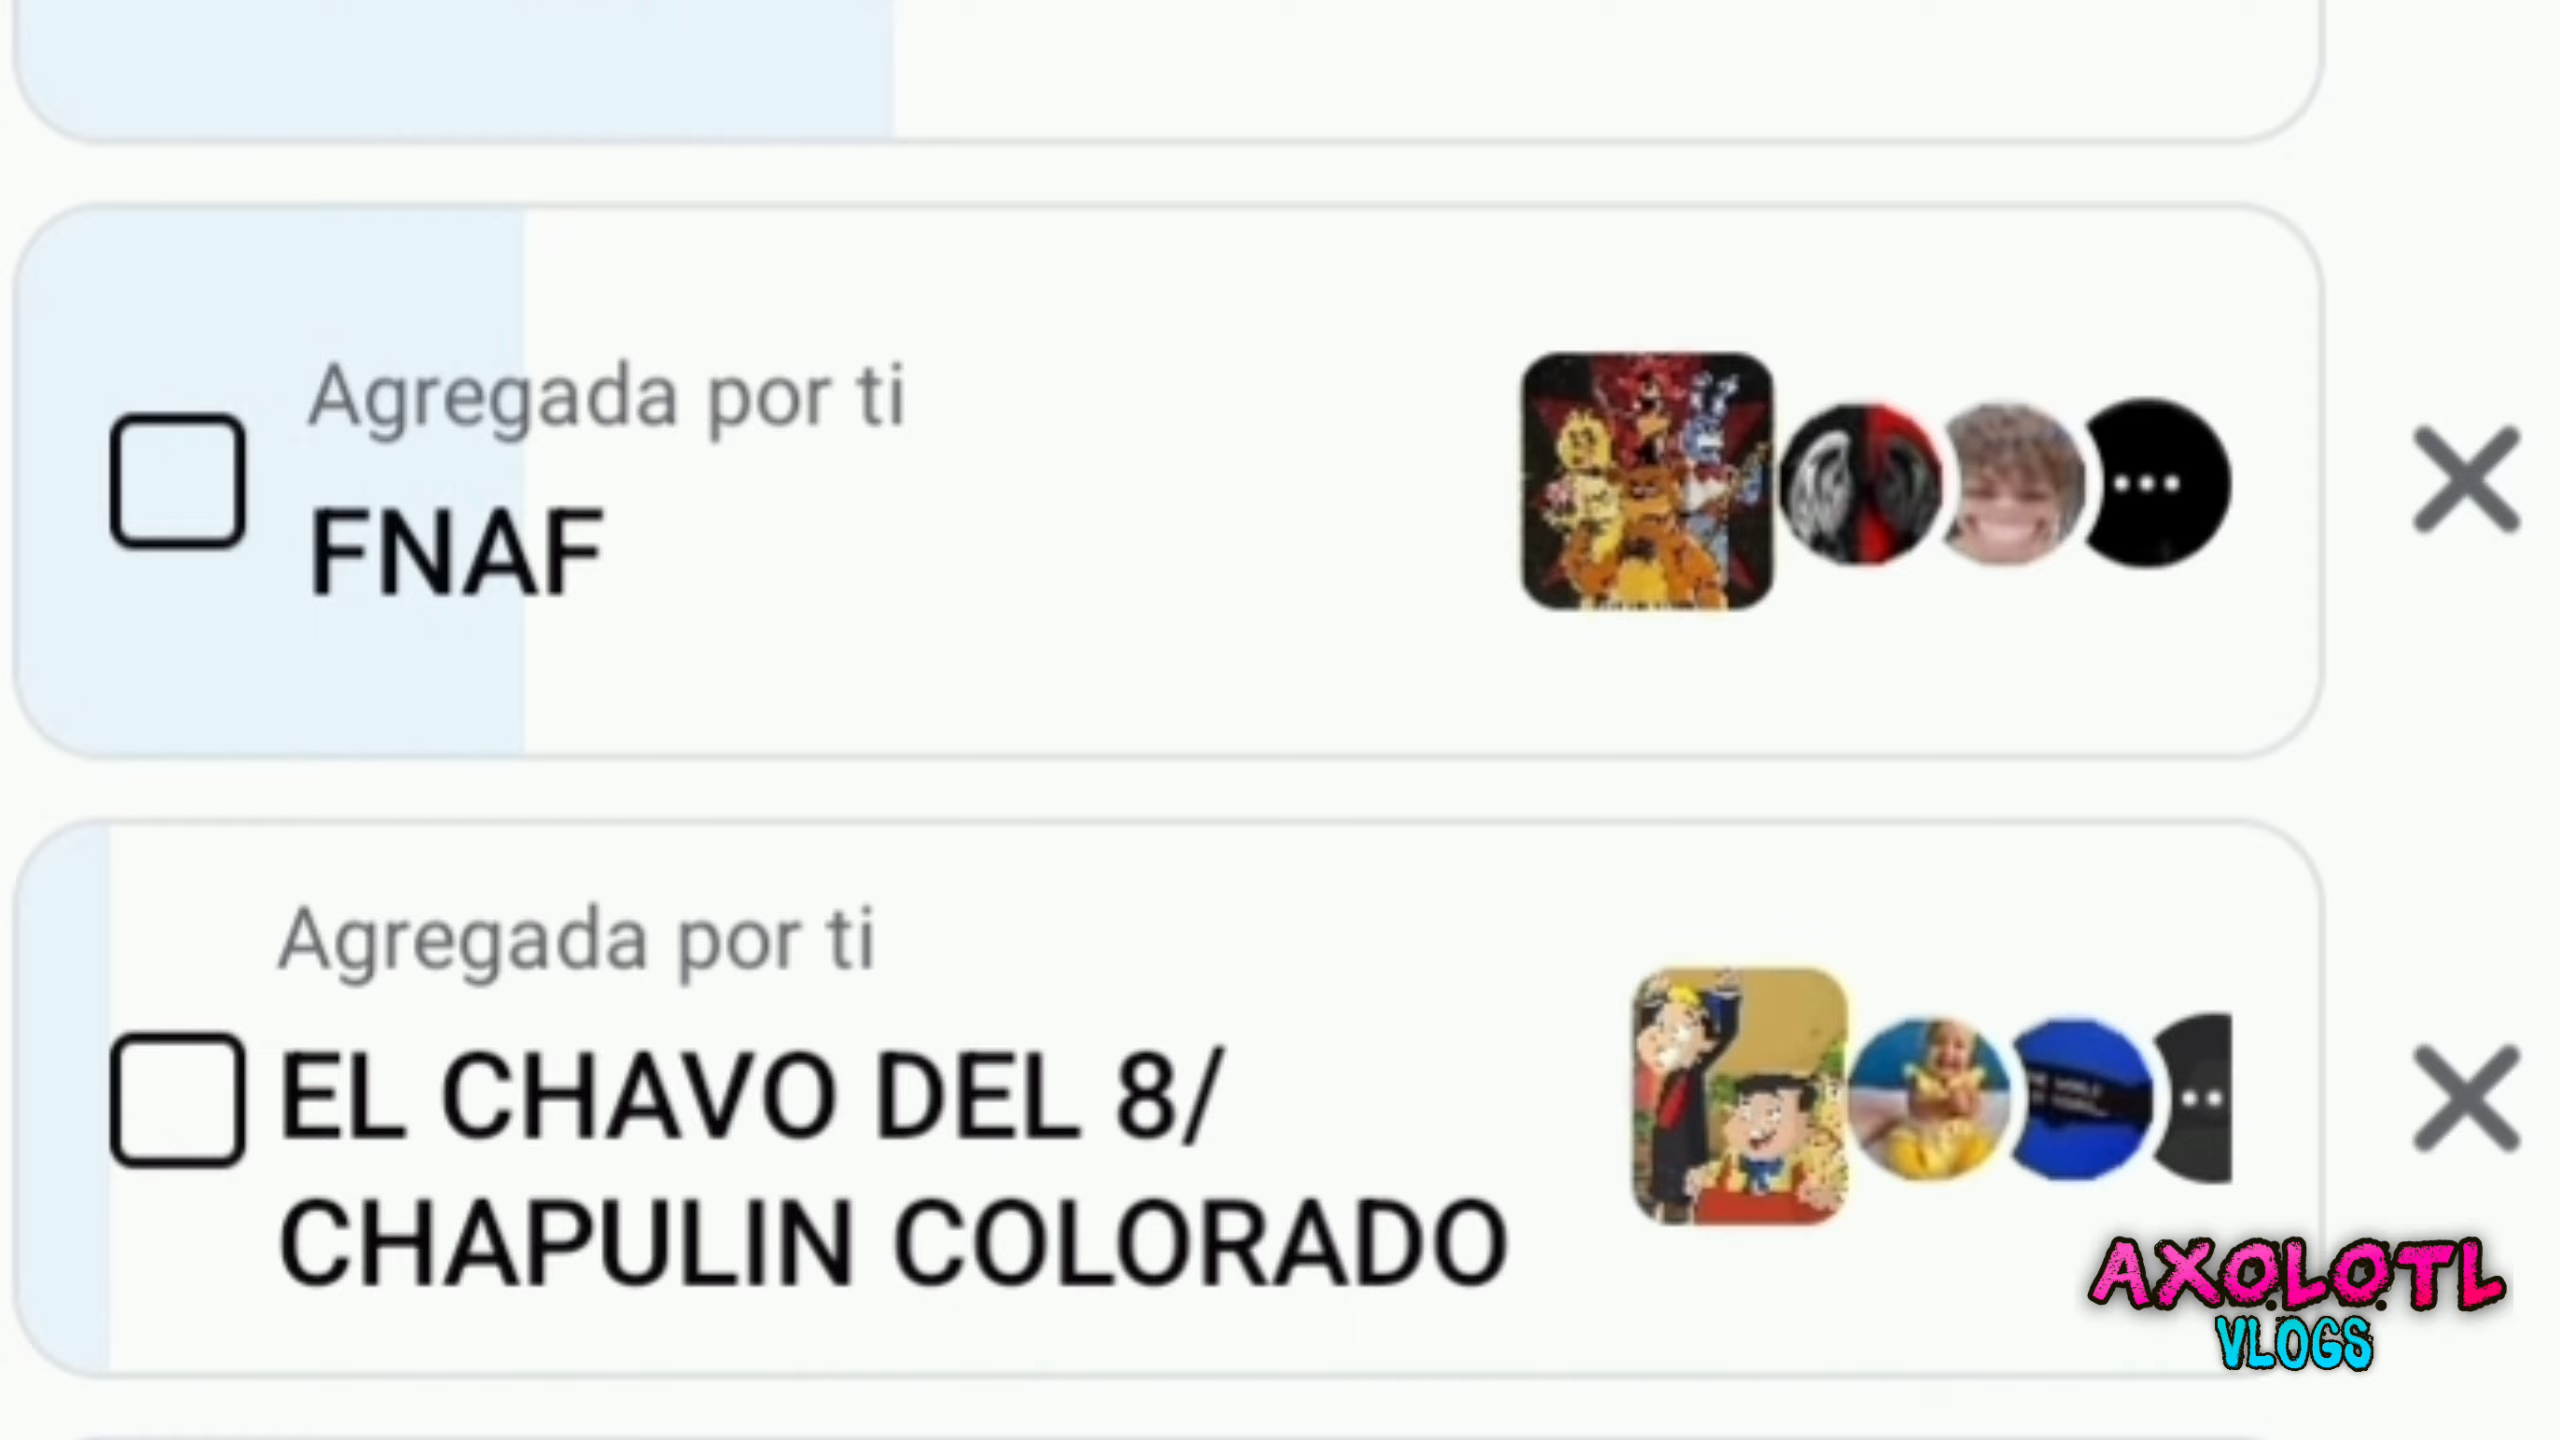 Agregada por ti
FNAF
Agregada por ti
EL CHAVO DEL 8/
CHAPULIN COLORADO
AXOLOTL
VLOGS